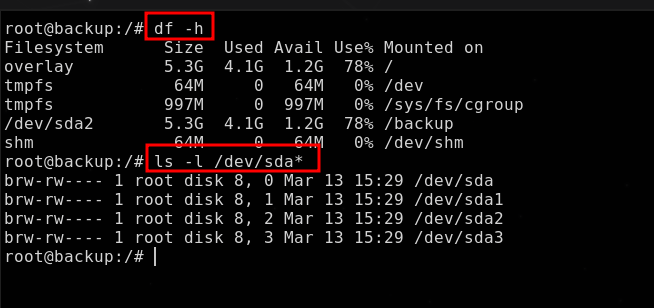 root@backup:/# df -h
Filesystem      Size  Used Avail Use% Mounted on
overlay         5.3G  4.1G  1.2G  78% /
tmpfs            64M     0   64M   0% /dev
tmpfs           997M     0  997M   0% /sys/fs/cgroup
/dev/sda2       5.3G  4.1G  1.2G  78% /backup
shm              64M     0   64M   0% /dev/shm
root@backup:/# ls -l /dev/sda*
brw-rw---- 1 root disk 8, 0 Mar 13 15:29 /dev/sda
brw-rw---- 1 root disk 8, 1 Mar 13 15:29 /dev/sda1
brw-rw---- 1 root disk 8, 2 Mar 13 15:29 /dev/sda2
brw-rw---- 1 root disk 8, 3 Mar 13 15:29 /dev/sda3
root@backup:/#